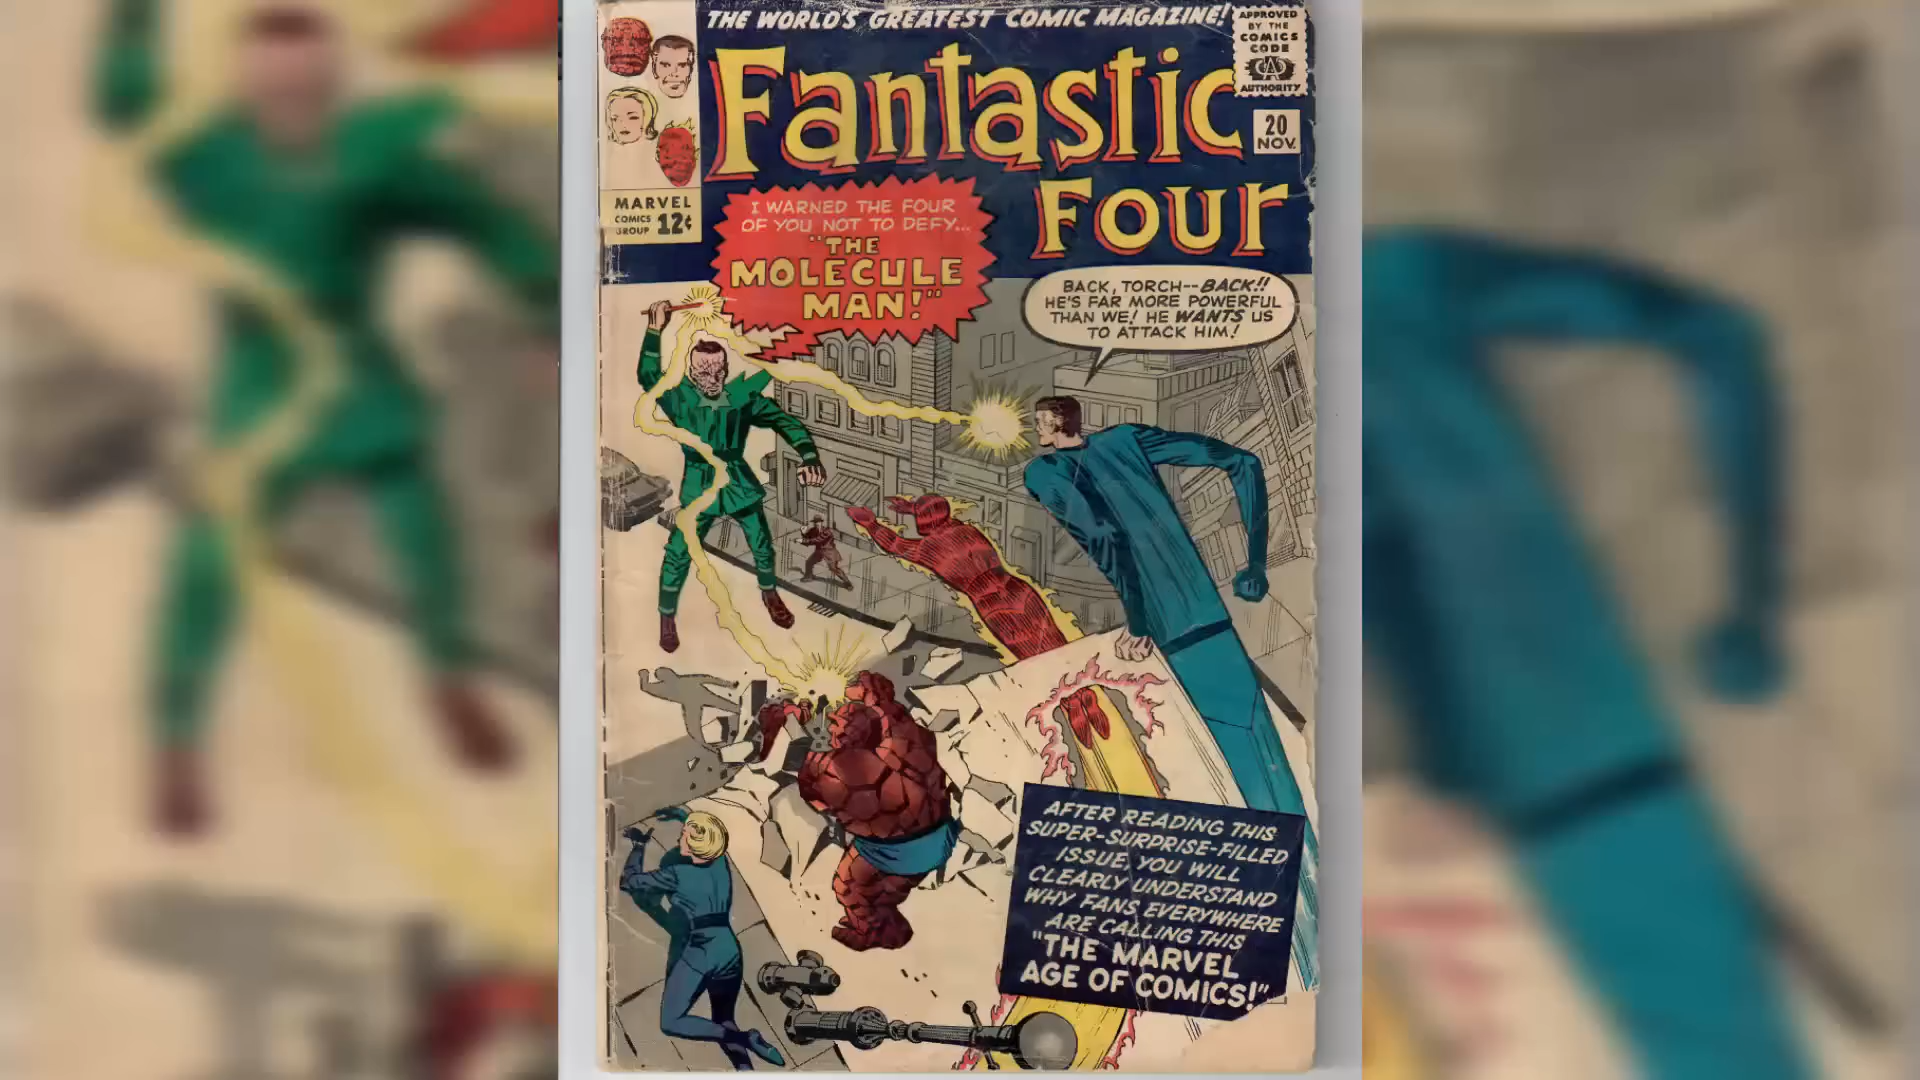 THE WORLD'S GREATEST COMIC MAGAZINE!
APPROVED
BY THE
COMICS
CODE
CA
AUTHORITY
Fantastic
Four
20
NOV.
MARVEL
COMICS
GROUP
12¢
I WARNED THE FOUR
OF YOU NOT TO DEFY...
"THE
MOLECULE
MAN!"
BACK, TORCH--BACK!!
HE'S FAR MORE POWERFUL
THAN WE! HE WANTS US
TO ATTACK HIM!
AFTER READING THIS
SUPER-SURPRISE-FILLED
ISSUE, YOU WILL
CLEARLY UNDERSTAND
WHY FANS EVERYWHERE
ARE CALLING THIS
"THE MARVEL
AGE OF COMICS!"